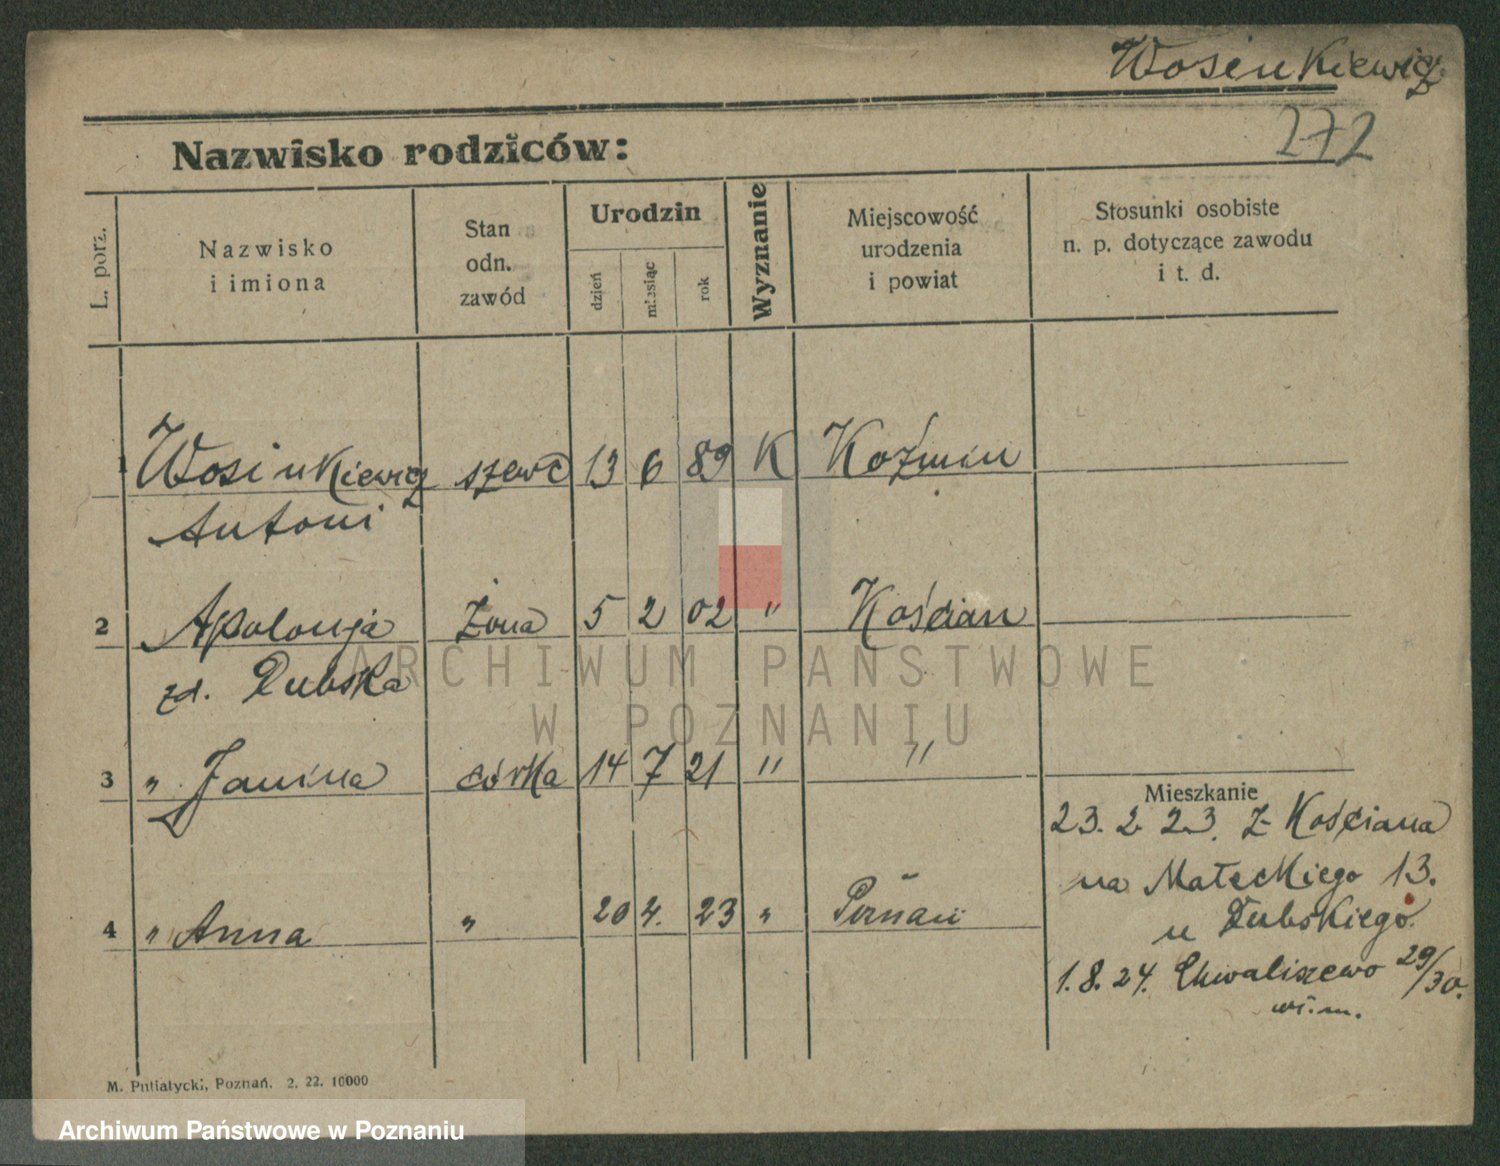 Wosinkiewicz
272
Nazwisko rodziców:
L. porz.
Nazwisko
i imiona
Stan
odn.
zawód
Urodzin
dzień
miesiąc
rok
Wyznanie
Miejscowość
urodzenia
i powiat
Stosunki osobiste
n. p. dotyczące zawodu
i t. d.
1 Wosinkiewicz szewc 13 6 89 K Koźmin
Antoni
2 Apolonja żona 5 2 02 " Kościan
zd. Dubska
3 " Janina córka 14 7 21 " "
4 " Anna " 20 4. 23 " Poznań
Mieszkanie
23. 2 23. z Kościana
na Małeckiego 13.
u Dubskiego.
1. 8. 24. Chwaliszewo 29/30.
wł. m.
M. Putiatycki, Poznań. 2. 22. 10000
ARCHIWUM PAŃSTWOWE
W POZNANIU
Archiwum Państwowe w Poznaniu